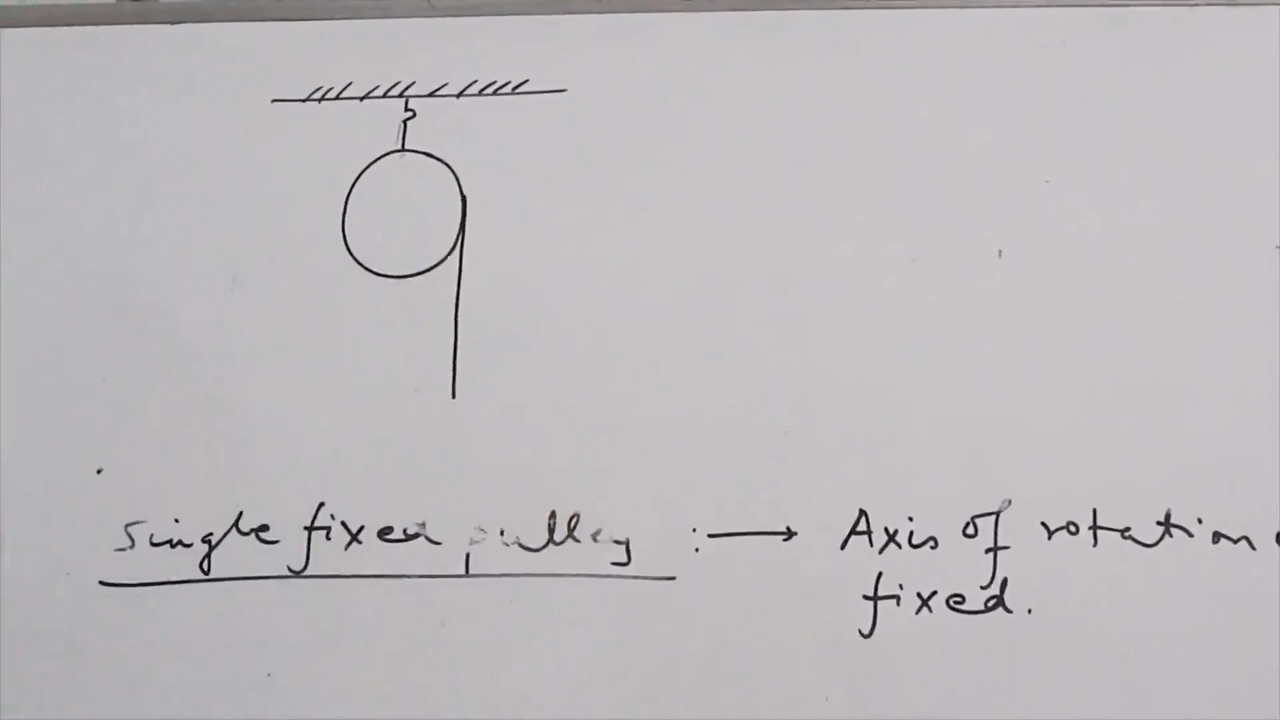 single fixed pulley :→ Axis of rotation
fixed.